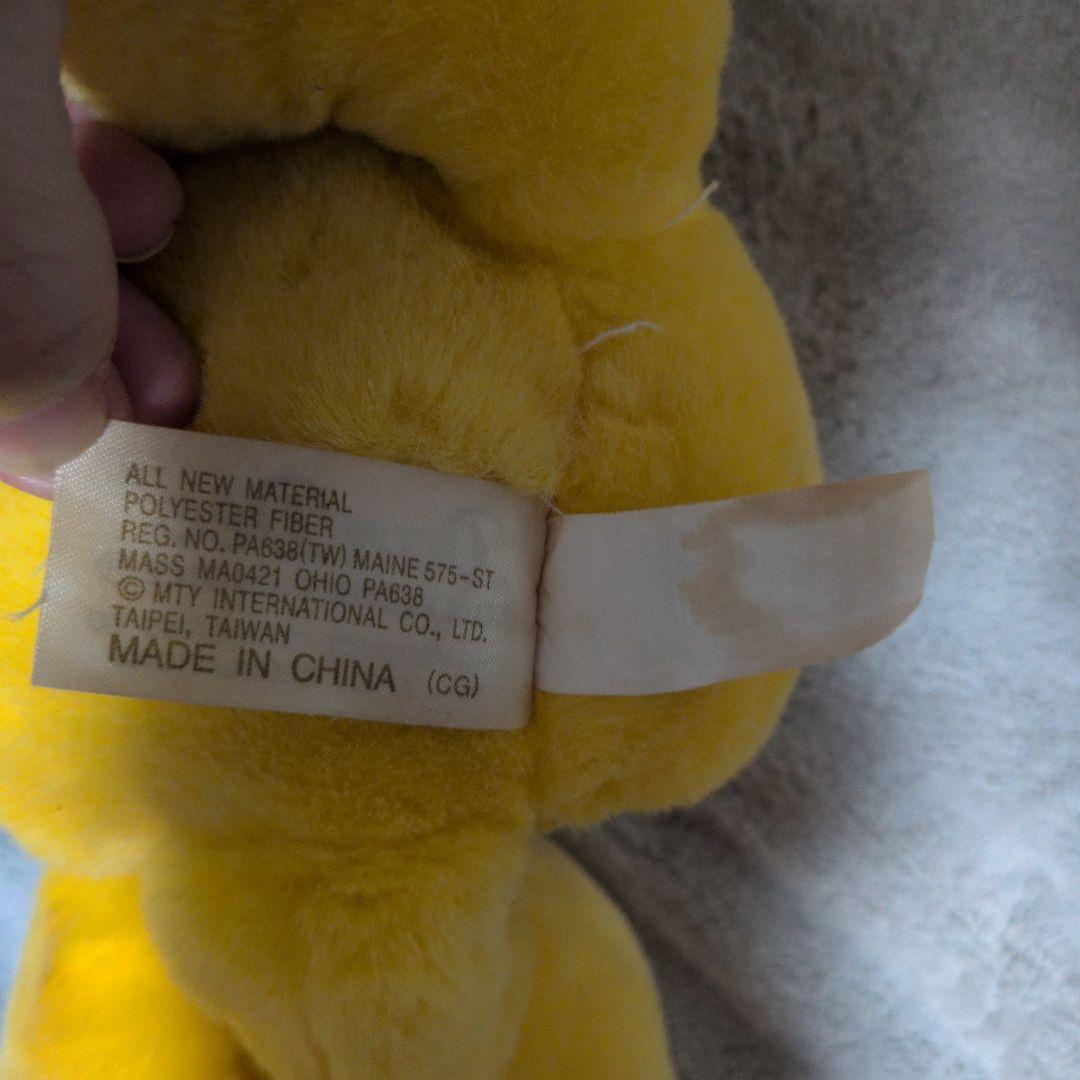 ALL NEW MATERIAL
POLYESTER FIBER
REG. NO. PA638(TW) MAINE 575-ST
MASS MA0421 OHIO PA638
© MTY INTERNATIONAL CO., LTD.
TAIPEI, TAIWAN
MADE IN CHINA (CG)